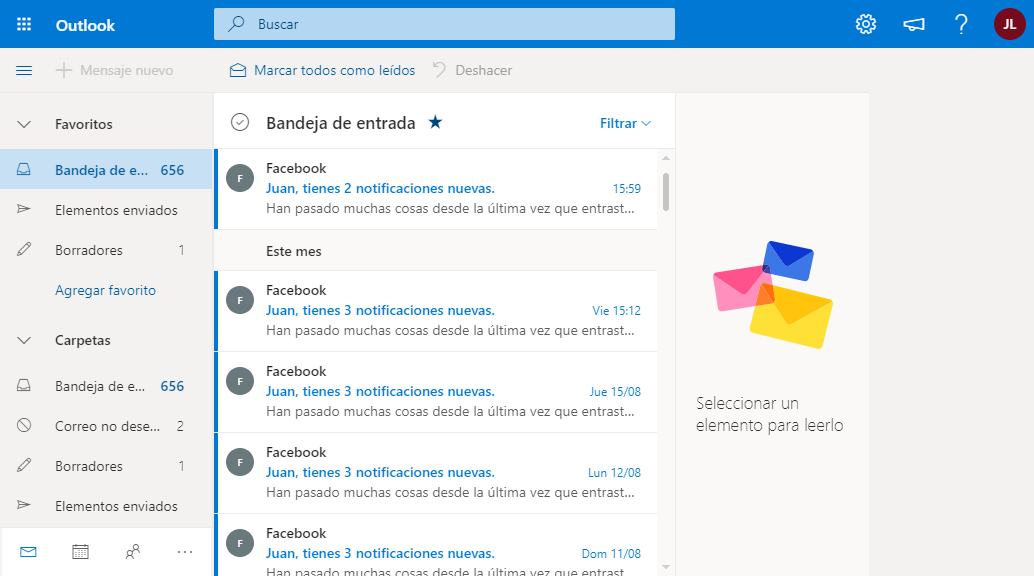 Outlook
Buscar
JL
Mensaje nuevo
Marcar todos como leídos
Deshacer
Favoritos
Bandeja de e... 656
Elementos enviados
Borradores 1
Agregar favorito
Carpetas
Bandeja de e... 656
Correo no dese... 2
Borradores 1
Elementos enviados
Bandeja de entrada
Filtrar
F
Facebook
Juan, tienes 2 notificaciones nuevas. 15:59
Han pasado muchas cosas desde la última vez que entrast...
Este mes
F
Facebook
Juan, tienes 3 notificaciones nuevas. Vie 15:12
Han pasado muchas cosas desde la última vez que entrast...
F
Facebook
Juan, tienes 3 notificaciones nuevas. Jue 15/08
Han pasado muchas cosas desde la última vez que entrast...
F
Facebook
Juan, tienes 3 notificaciones nuevas. Lun 12/08
Han pasado muchas cosas desde la última vez que entrast...
F
Facebook
Juan, tienes 3 notificaciones nuevas. Dom 11/08
Han pasado muchas cosas desde la última vez que entrast...
Seleccionar un
elemento para leerlo